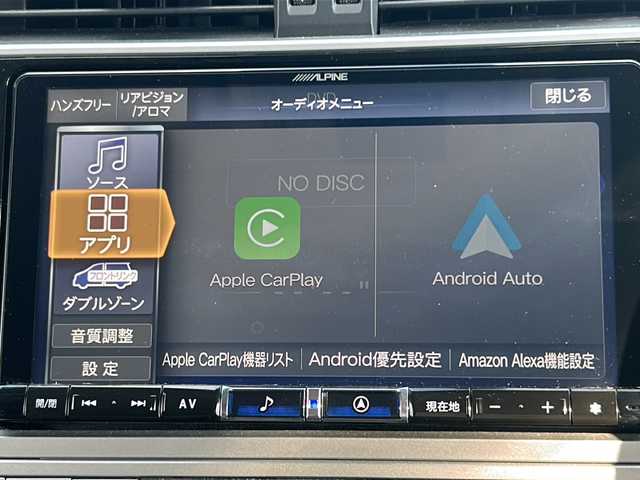 ALPINE
ハンズフリー
リアビジョン
/アロマ
DVD
オーディオメニュー
閉じる
ソース
NO DISC
アプリ
Apple CarPlay
Android Auto
フロントリンク
ダブルゾーン
音質調整
設定
Apple CarPlay機器リスト
Android優先設定
Amazon Alexa機能設定
開/閉
AV
現在地